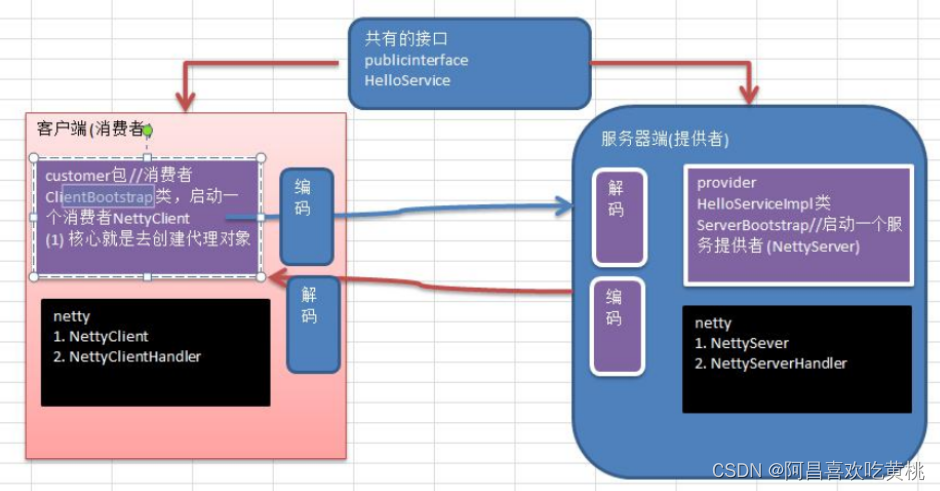 共有的接口
publicinterface
HelloService
客户端(消费者)
customer包//消费者
ClientBootstrap类，启动一
个消费者NettyClient
(1) 核心就是去创建代理对象
编
码
解
码
netty
1. NettyClient
2. NettyClientHandler
服务器端(提供者)
解
码
provider
HelloServiceImpl类
ServerBootstrap//启动一个服
务提供者 (NettyServer)
编
码
netty
1. NettySever
2. NettyServerHandler
CSDN @阿昌喜欢吃黄桃